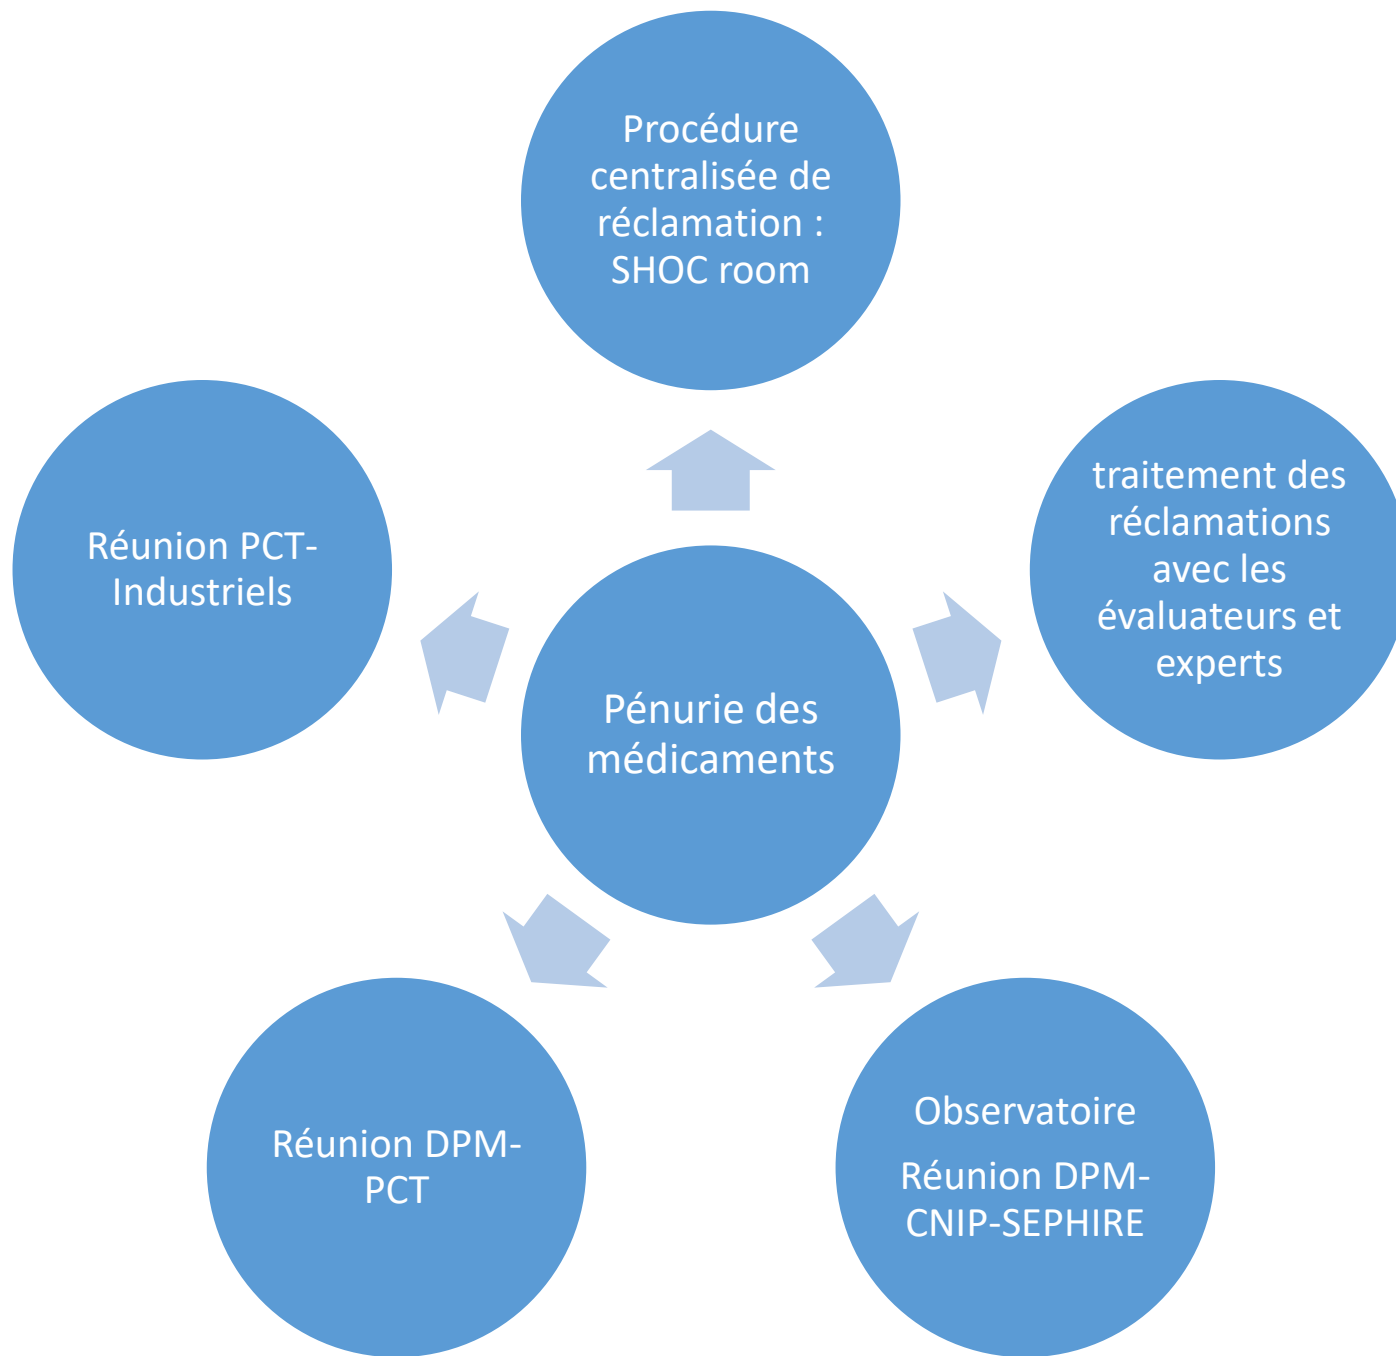 Procédure
centralisée de
réclamation :
SHOC room
traitement des
réclamations
avec les
évaluateurs et
experts
Réunion PCT-
Industriels
Pénurie des
médicaments
Observatoire
Réunion DPM-
CNIP-SEPHIRE
Réunion DPM-
PCT